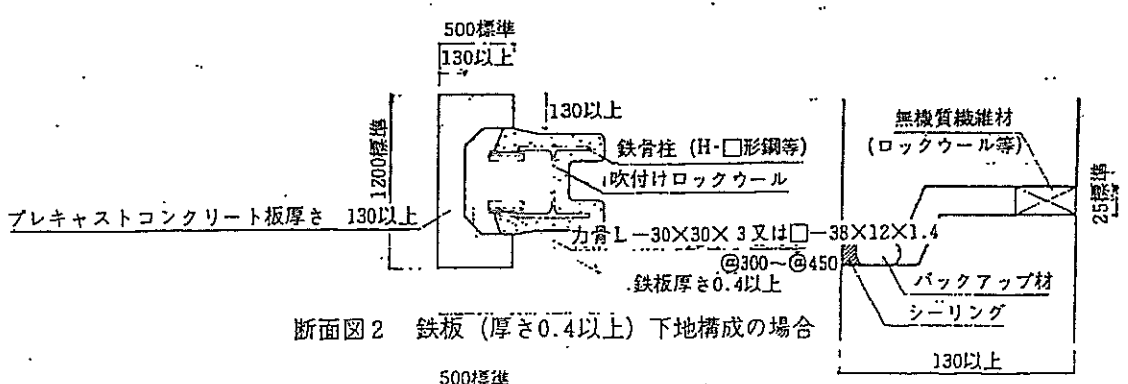 500標準
130以上
130以上
無機質繊維材
(ロックウール等)
鉄骨柱 (H-□形鋼等)
吹付けロックウール
1200標準
25標準
プレキャストコンクリート板厚さ 130以上
力骨L-30×30×3又は□-38×12×1.4
@300~@450
鉄板厚さ0.4以上
バックアップ材
シーリング
断面図2 鉄板 (厚さ0.4以上) 下地構成の場合
130以上
500標準